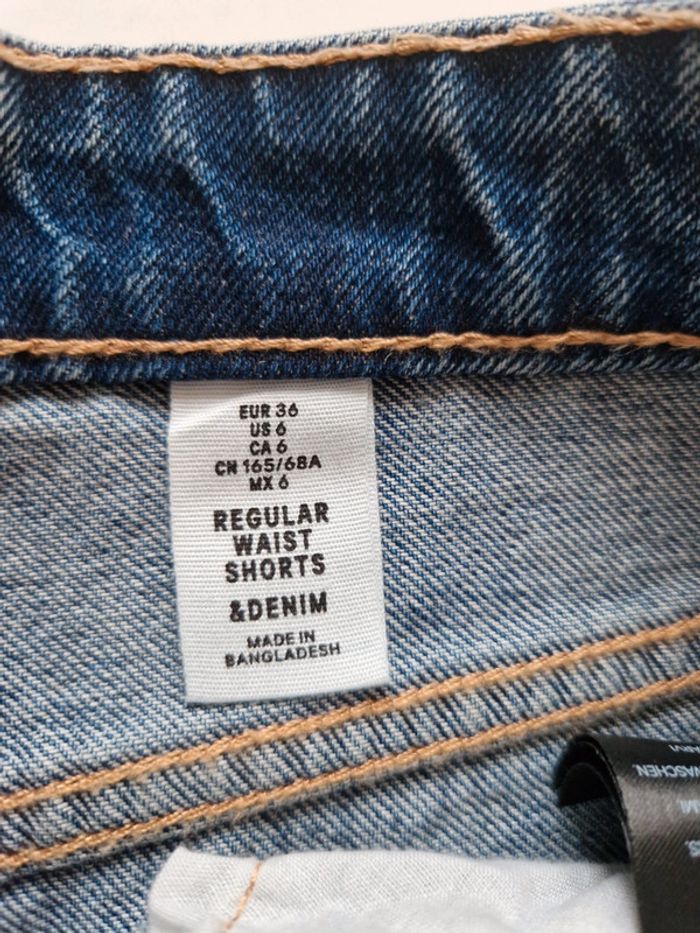 EUR 36
US 6
CA 6
CN 165/68A
MX 6
REGULAR
WAIST
SHORTS
&DENIM
MADE IN
BANGLADESH